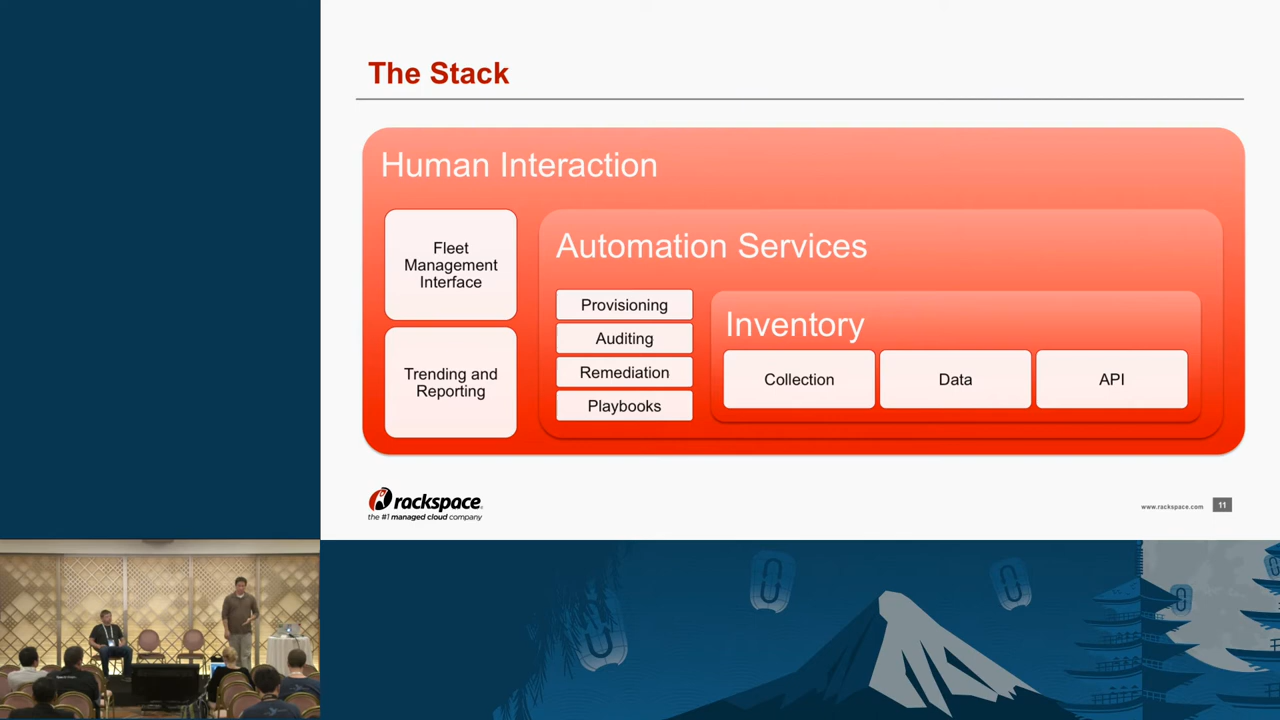 The Stack
Human Interaction
Fleet
Management
Interface
Trending and
Reporting
Automation Services
Provisioning
Auditing
Remediation
Playbooks
Inventory
Collection
Data
API
rackspace
the #1 managed cloud company
www.rackspace.com
11